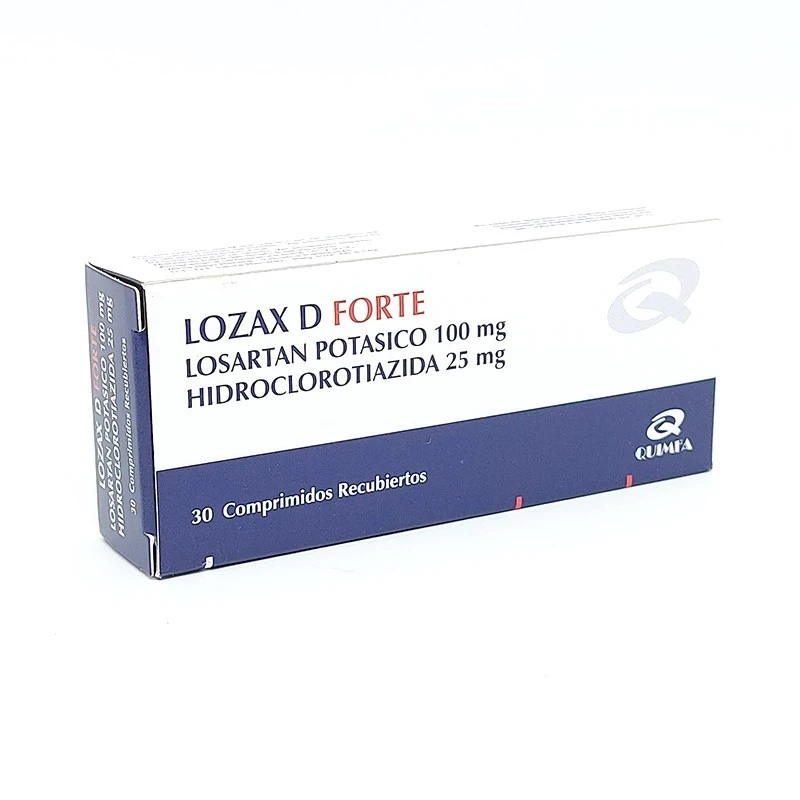 LOZAX D FORTE
LOSARTAN POTASICO 100 mg
HIDROCLOROTIAZIDA 25 mg
QUIMFA
30 Comprimidos Recubiertos
LOZAX D FORTE
LOSARTAN POTASICO 100 mg
HIDROCLOROTIAZIDA 25 mg
30 Comprimidos Recubiertos